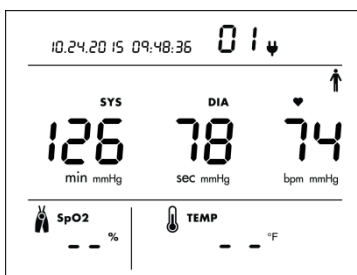 10.24.2015 09:48:36 01
SYS DIA
126 78 74
min mmHg sec mmHg bpm mmHg
SpO2 TEMP
-- % -- °F